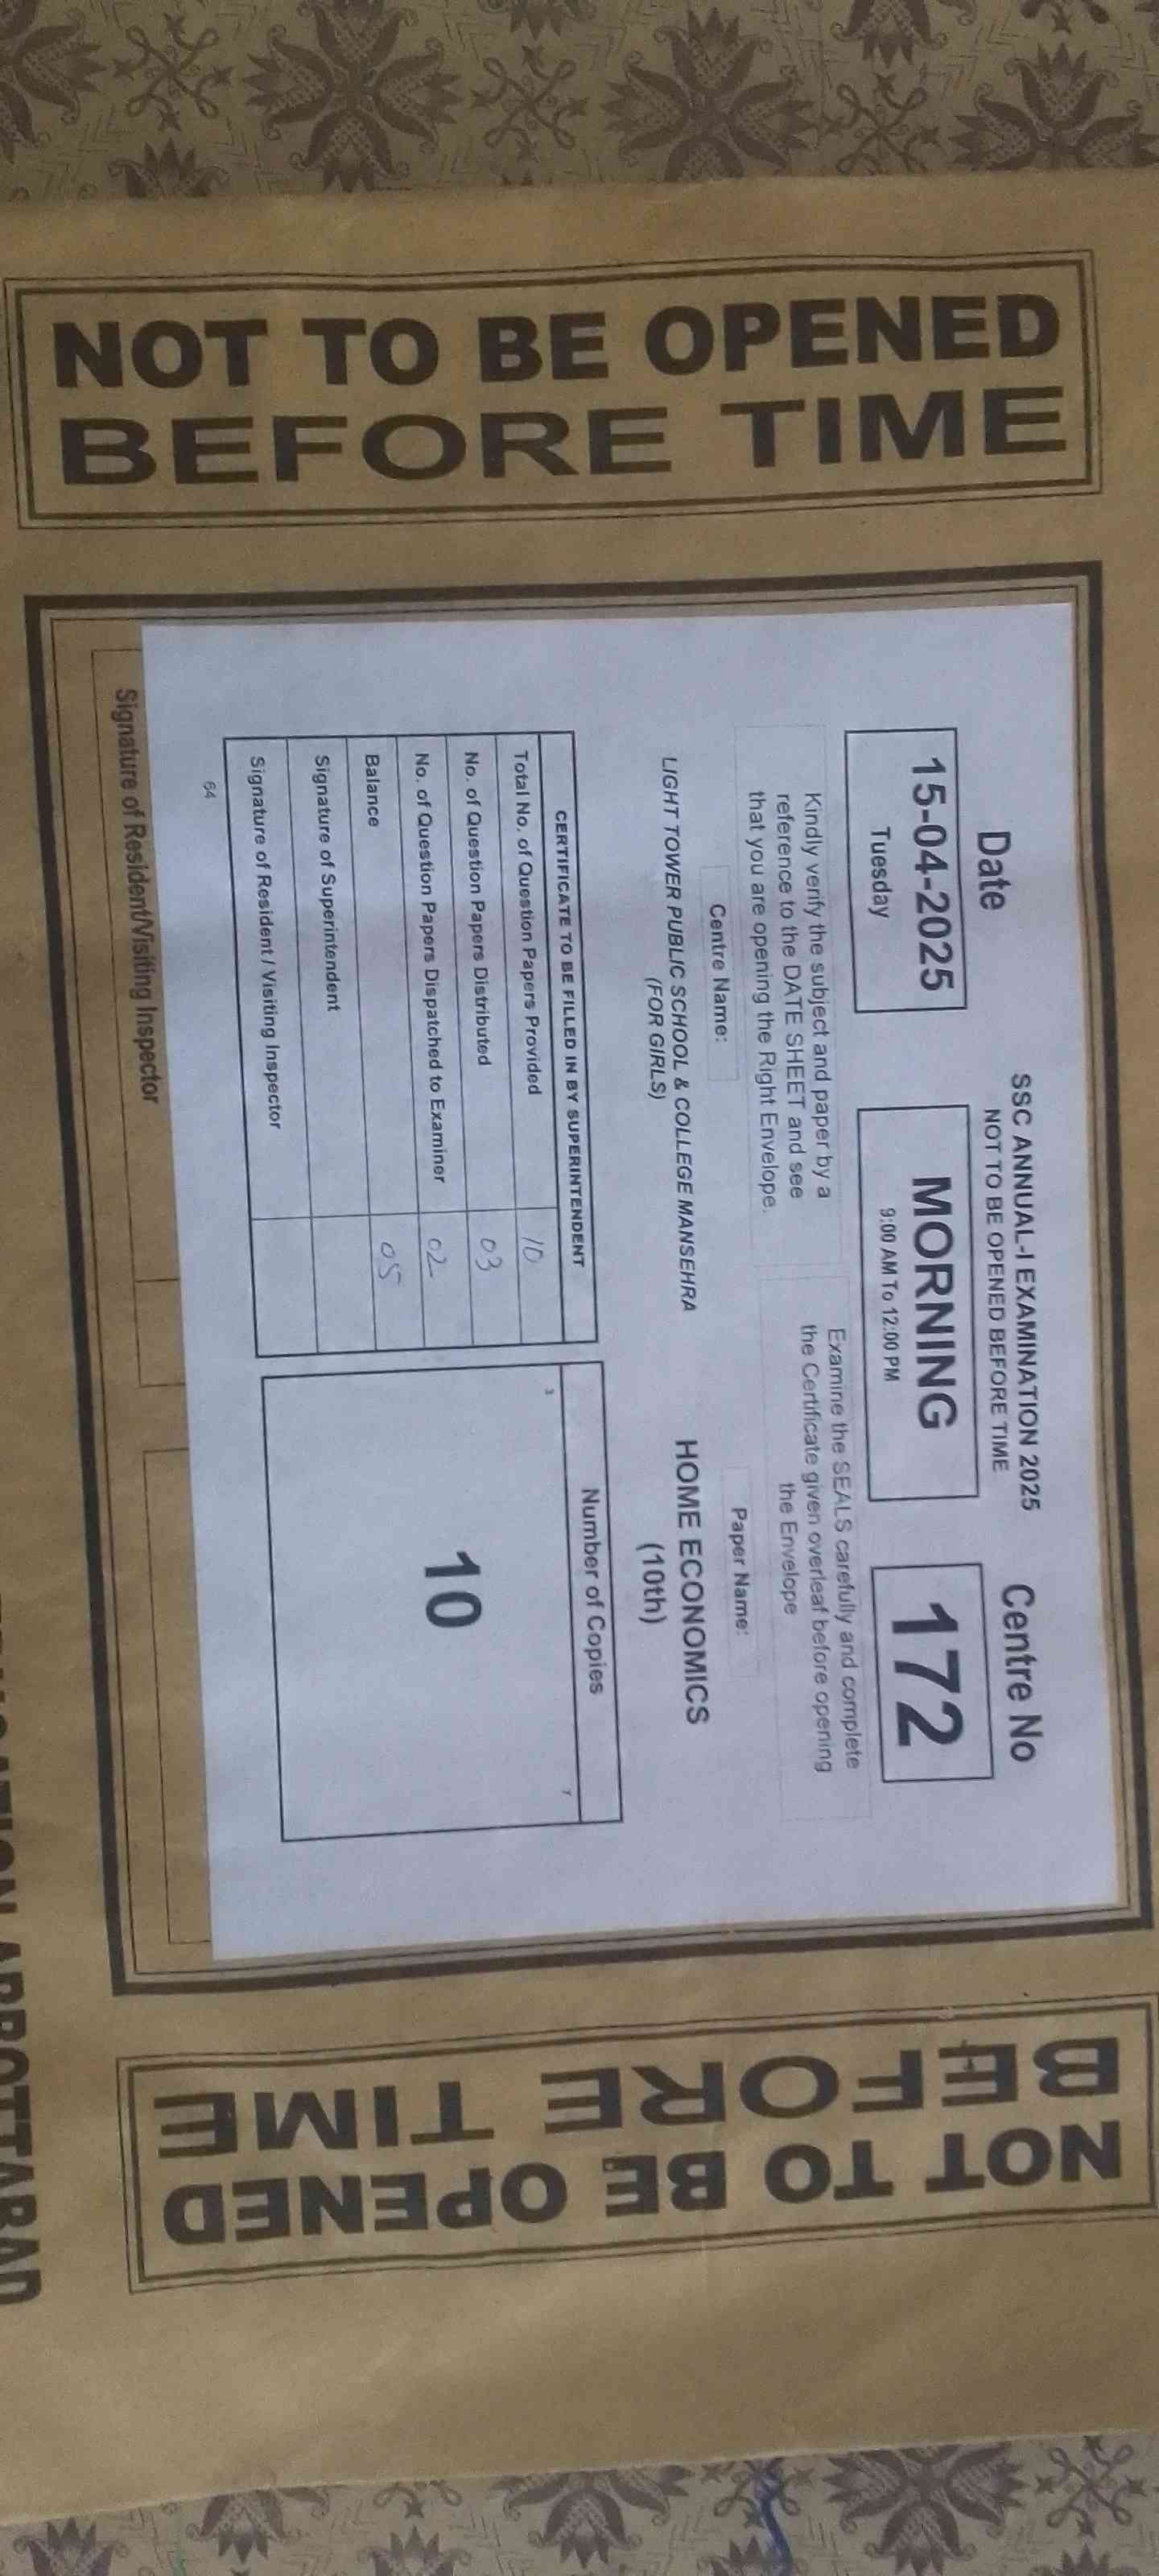 NOT TO BE OPENED
BEFORE TIME
SSC ANNUAL-I EXAMINATION 2025
NOT TO BE OPENED BEFORE TIME
Date
Centre No
15-04-2025
Tuesday
MORNING
9:00 AM To 12:00 PM
172
Kindly verify the subject and paper by a
reference to the DATE SHEET and see
that you are opening the Right Envelope.
Examine the SEALS carefully and complete
the Certificate given overleaf before opening
the Envelope
Centre Name:
LIGHT TOWER PUBLIC SCHOOL & COLLEGE MANSEHRA
(FOR GIRLS)
Paper Name:
HOME ECONOMICS
(10th)
CERTIFICATE TO BE FILLED IN BY SUPERINTENDENT
Total No. of Question Papers Provided 10
No. of Question Papers Distributed 03
No. of Question Papers Dispatched to Examiner 02
Balance 05
Signature of Superintendent
Signature of Resident / Visiting Inspector
64
Number of Copies
10
Signature of Resident/Visiting Inspector
NOT TO BE OPENED
BEFORE TIME
ABBOTTABAD